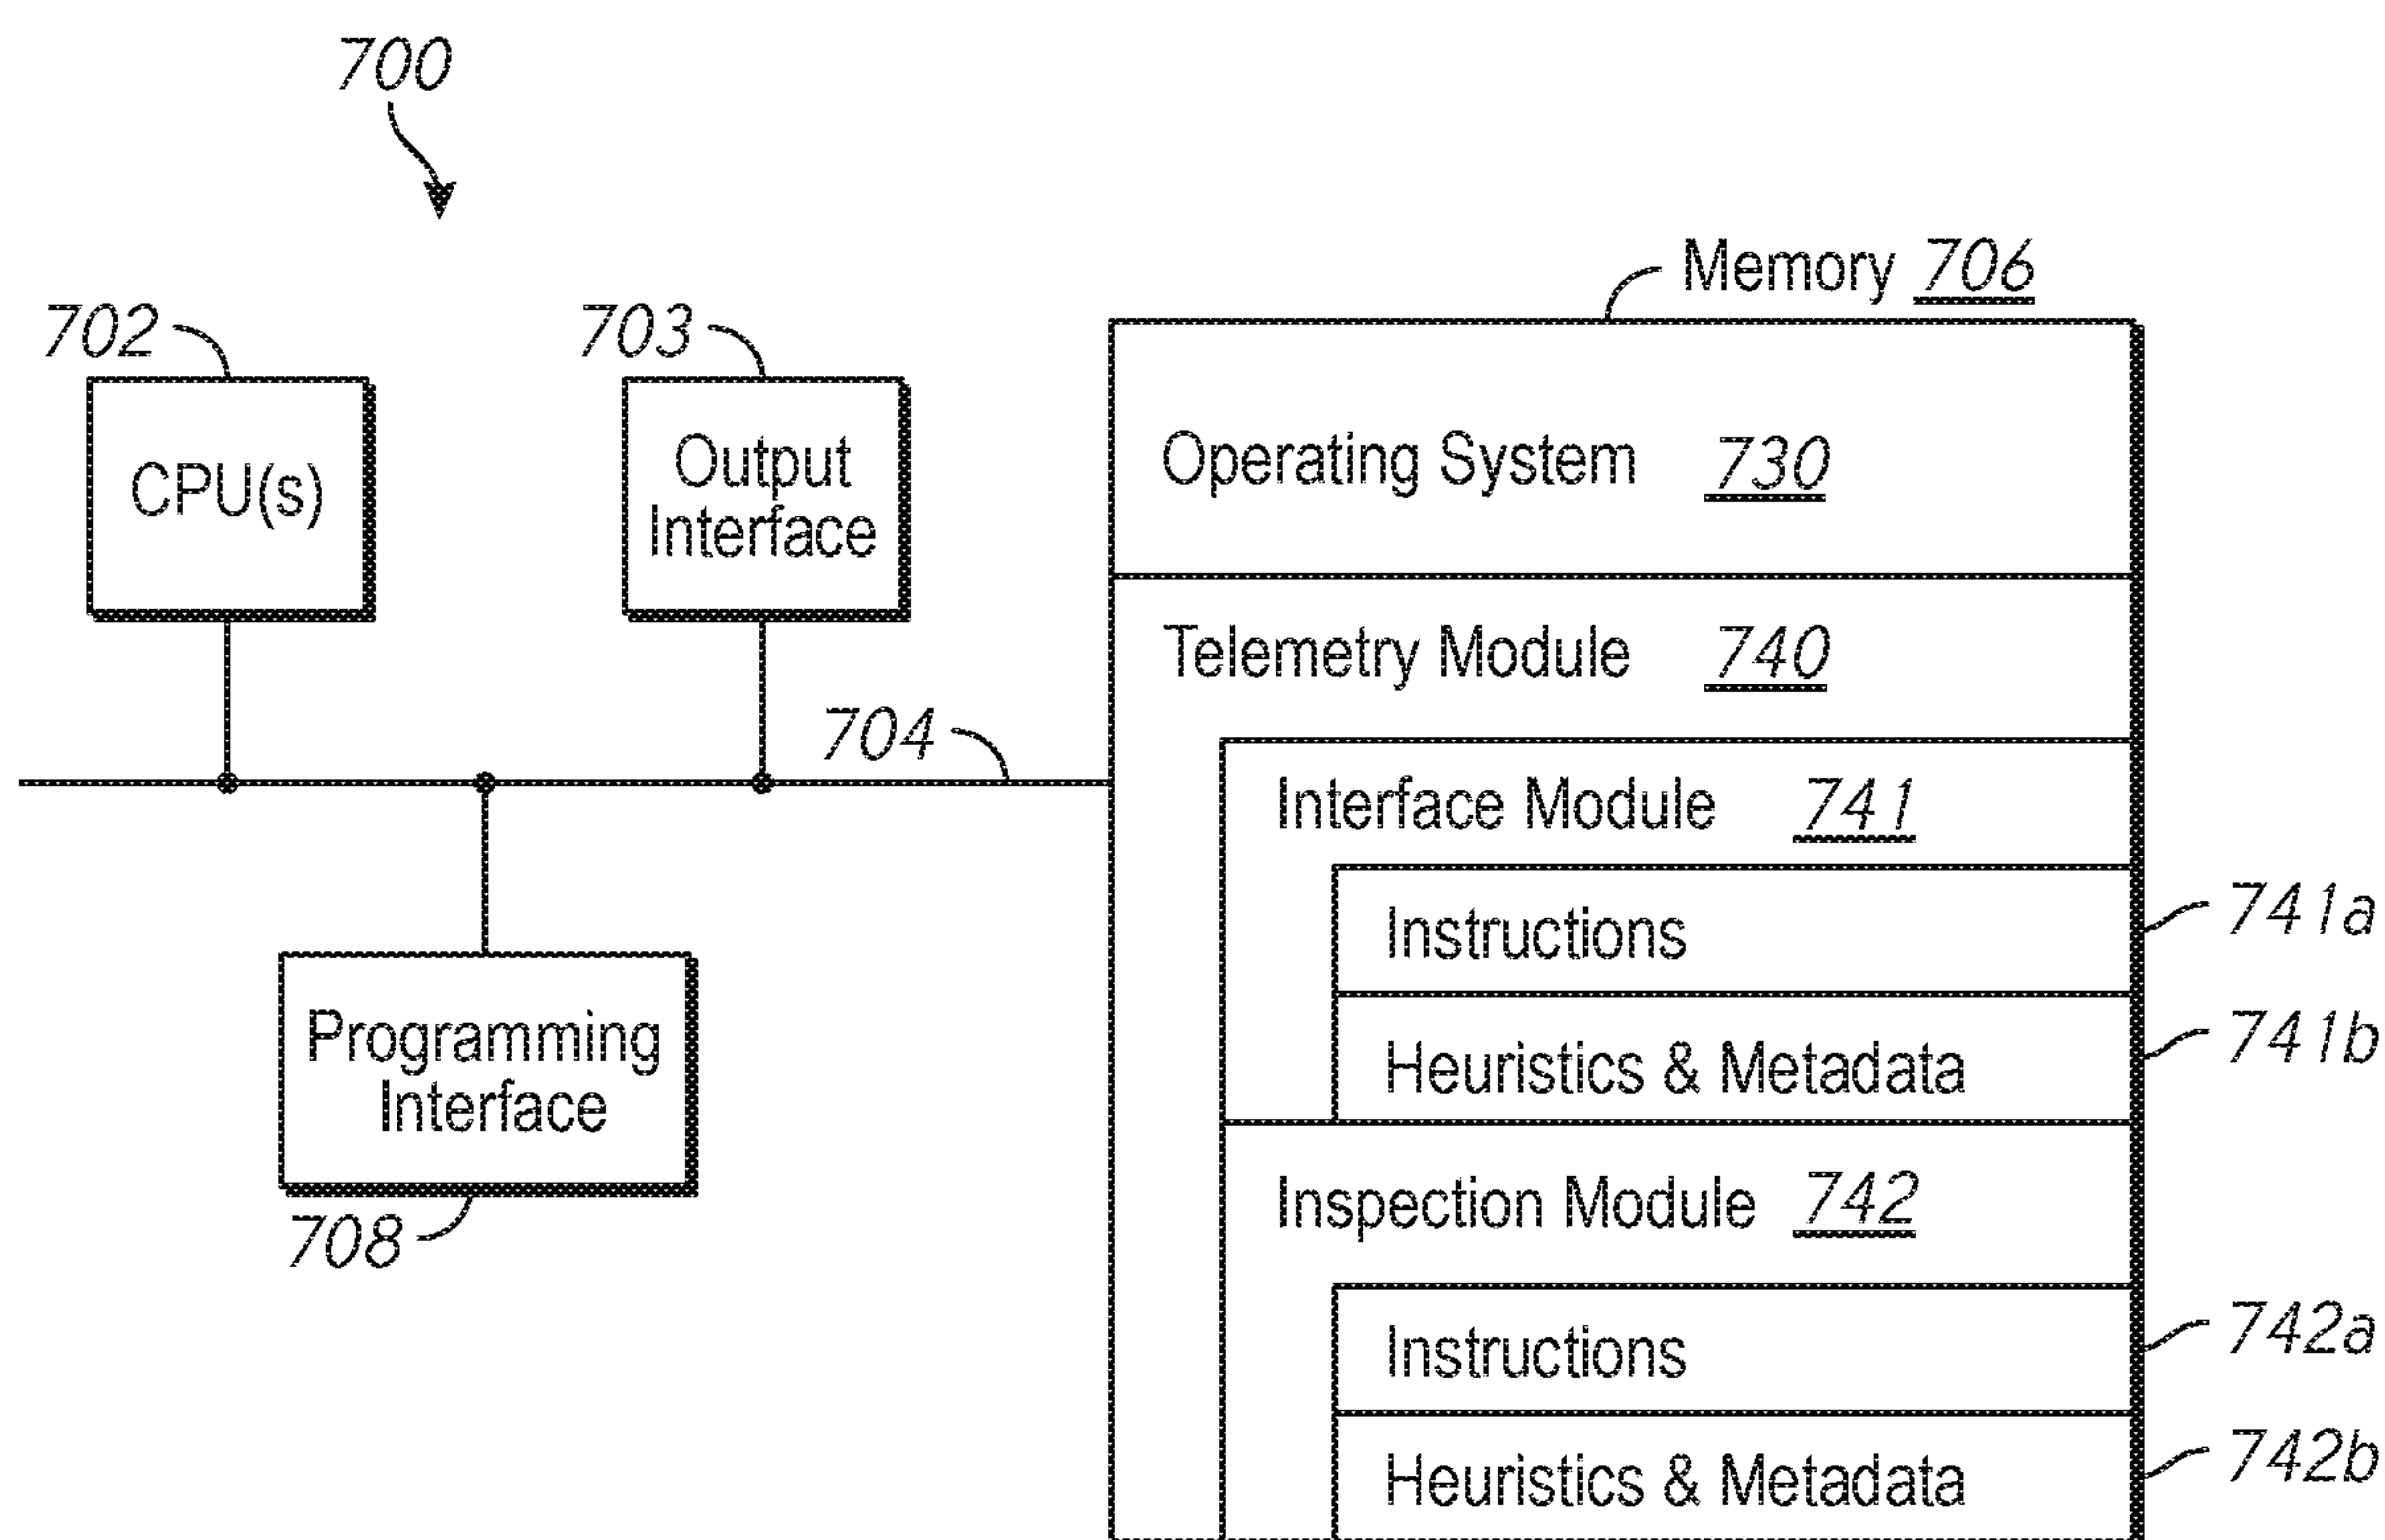 700
Memory 706
702
703
CPU(s)
Output
Interface
Operating System 730
Telemetry Module 740
704
Interface Module 741
Instructions
741a
Heuristics & Metadata
741b
Programming
Interface
708
Inspection Module 742
Instructions
742a
Heuristics & Metadata
742b